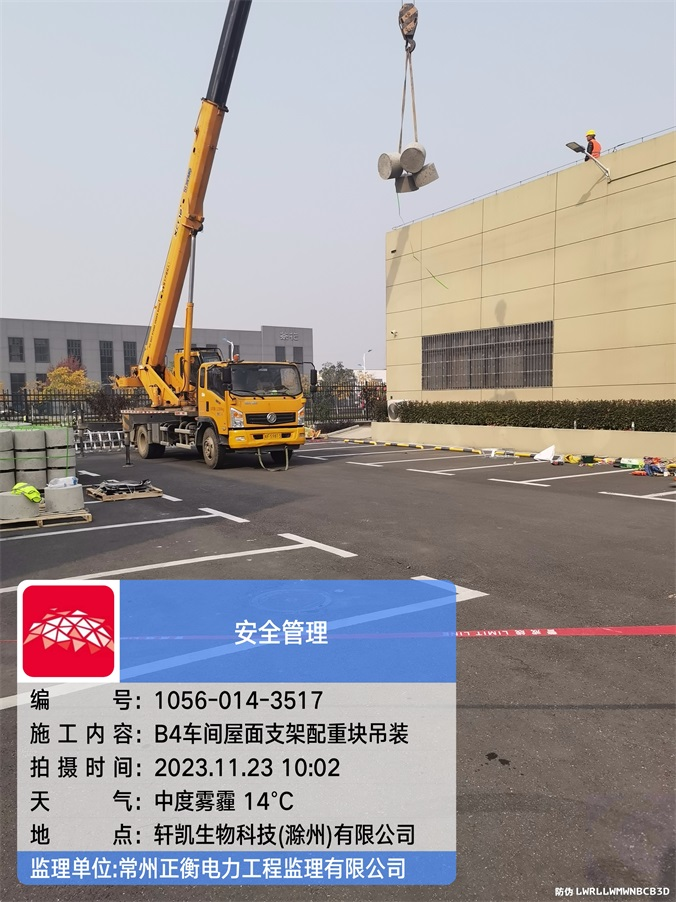 LIMIT LINE
安全管理
编号：1056-014-3517
施工内容：B4车间屋面支架配重块吊装
拍摄时间：2023.11.23 10:02
天气：中度雾霾 14°C
地点：轩凯生物科技(滁州)有限公司
监理单位:常州正衡电力工程监理有限公司
防伪 LWRLLWMWNBCB3D